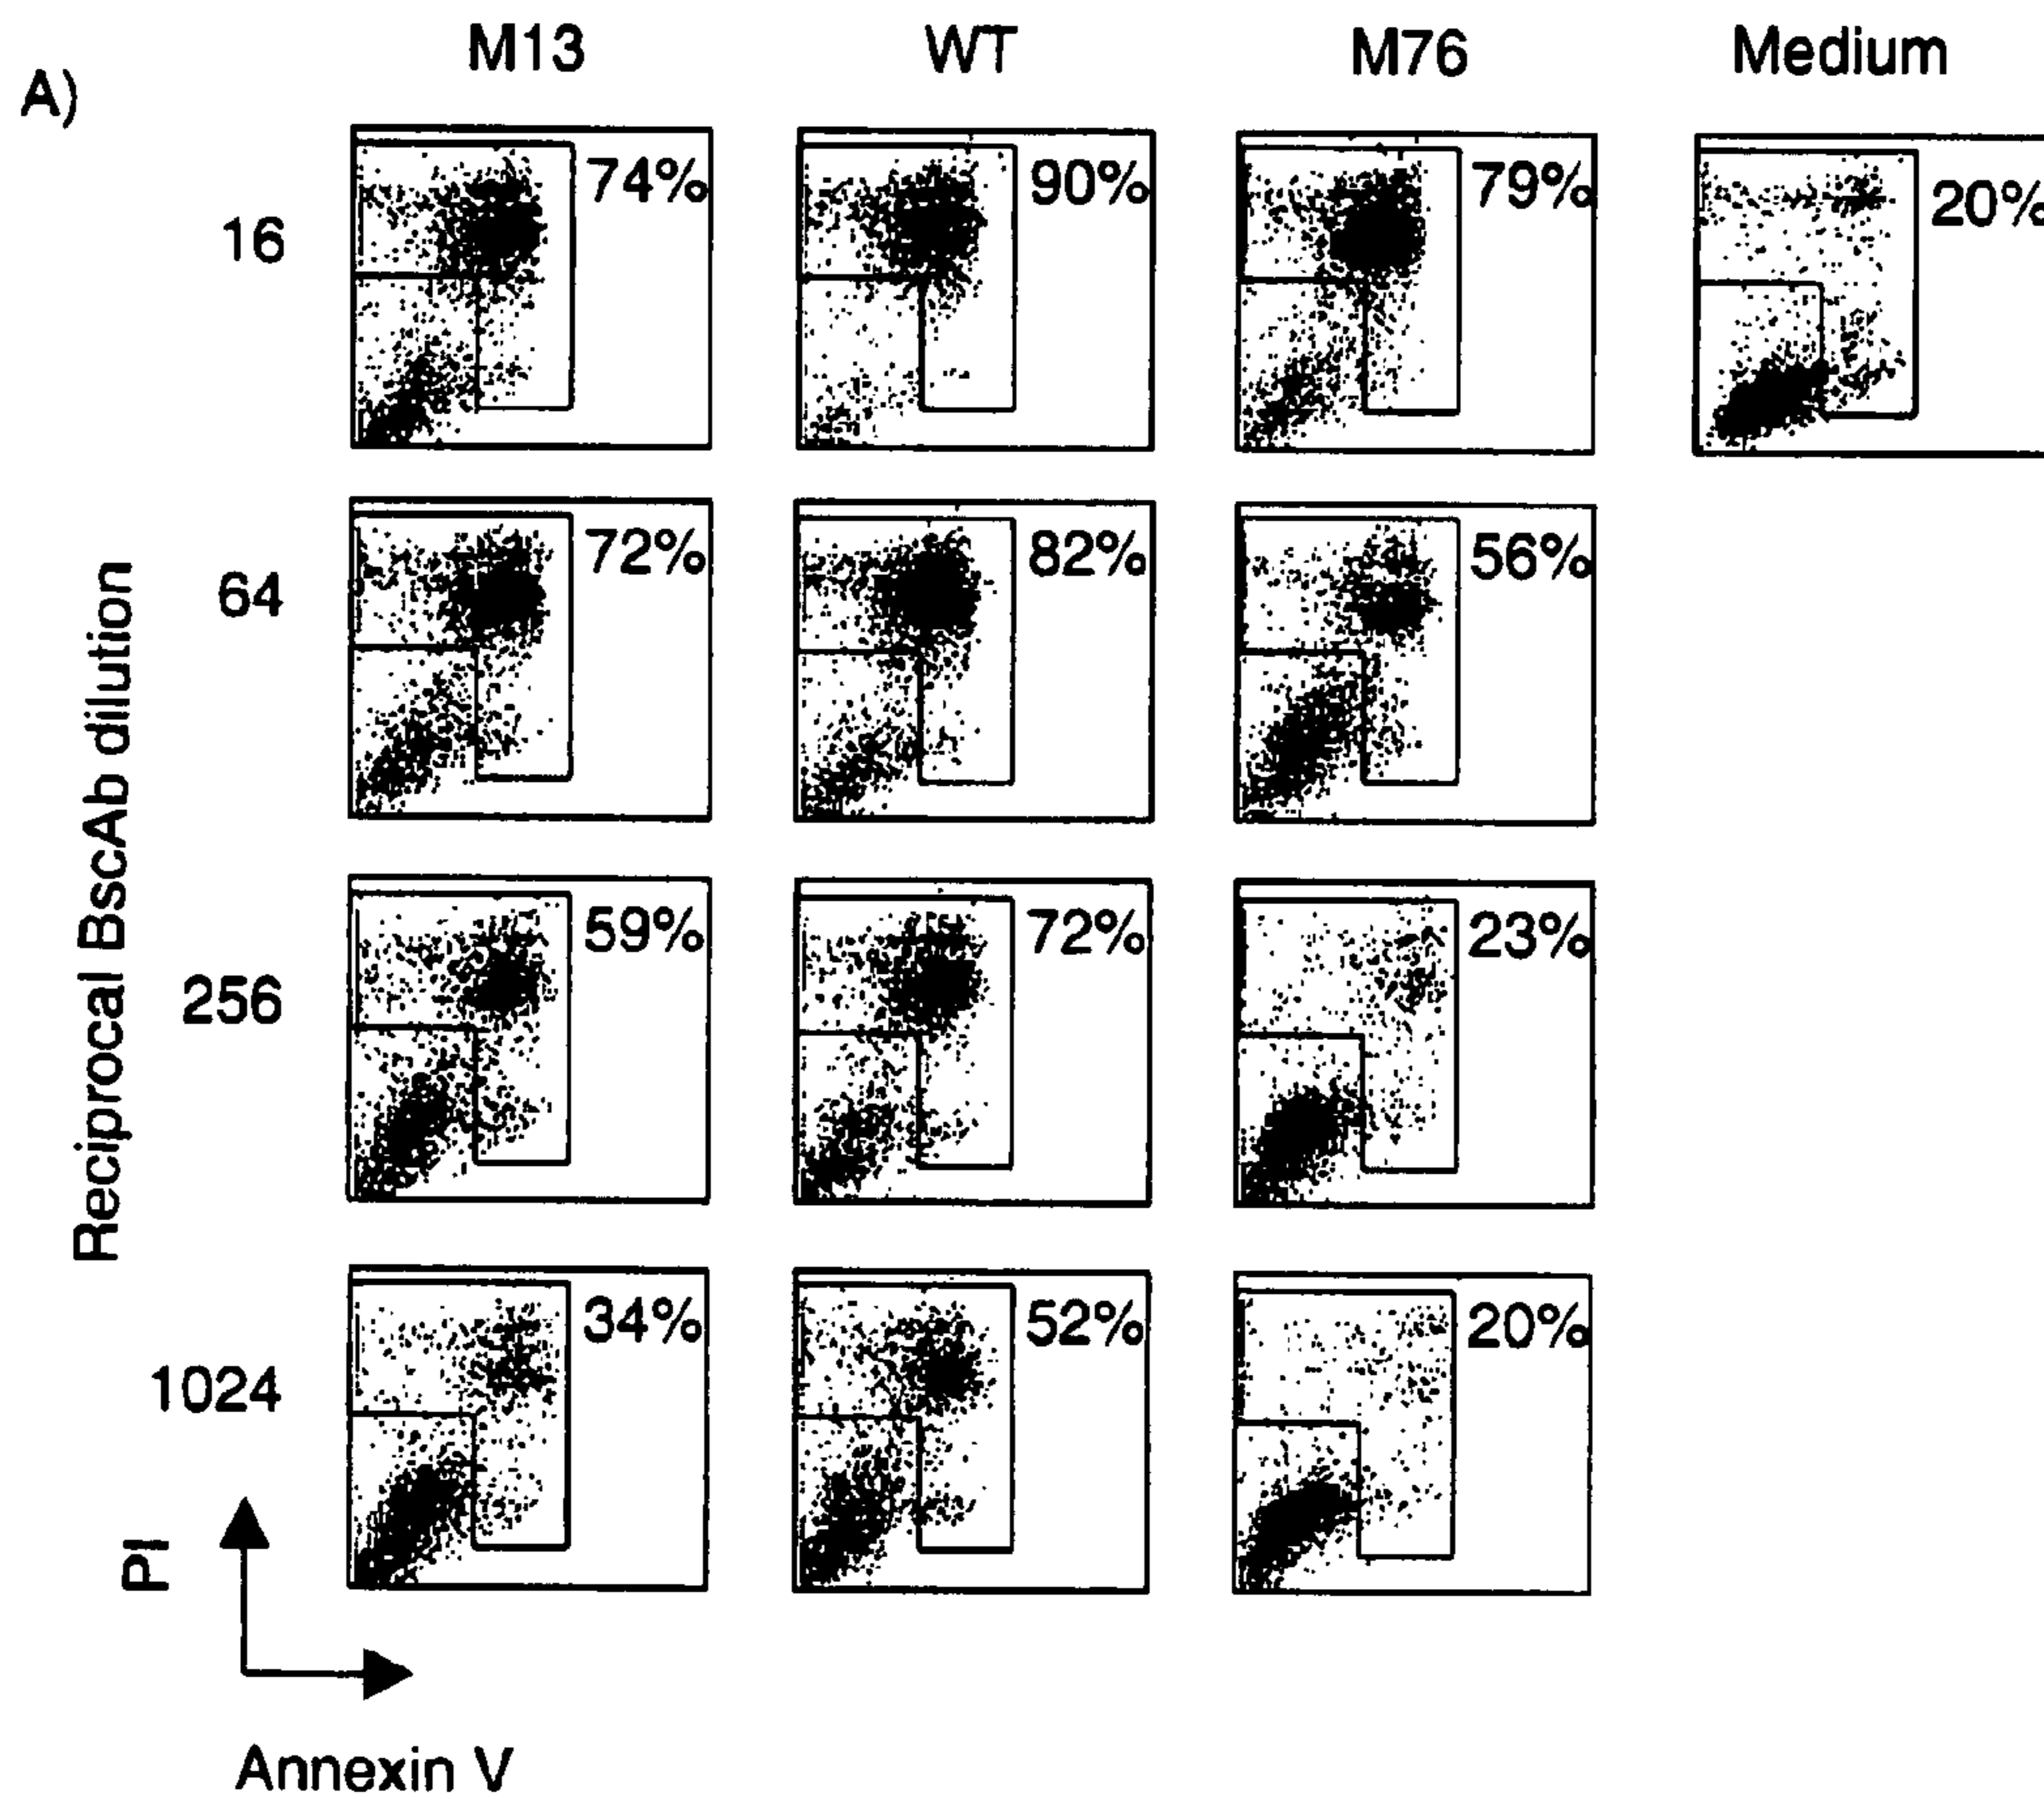 A)
M13 WT M76 Medium
16 74% 90% 79% 20%
64 72% 82% 56%
256 59% 72% 23%
1024 34% 52% 20%
Reciprocal BscAb dilution
PI
Annexin V